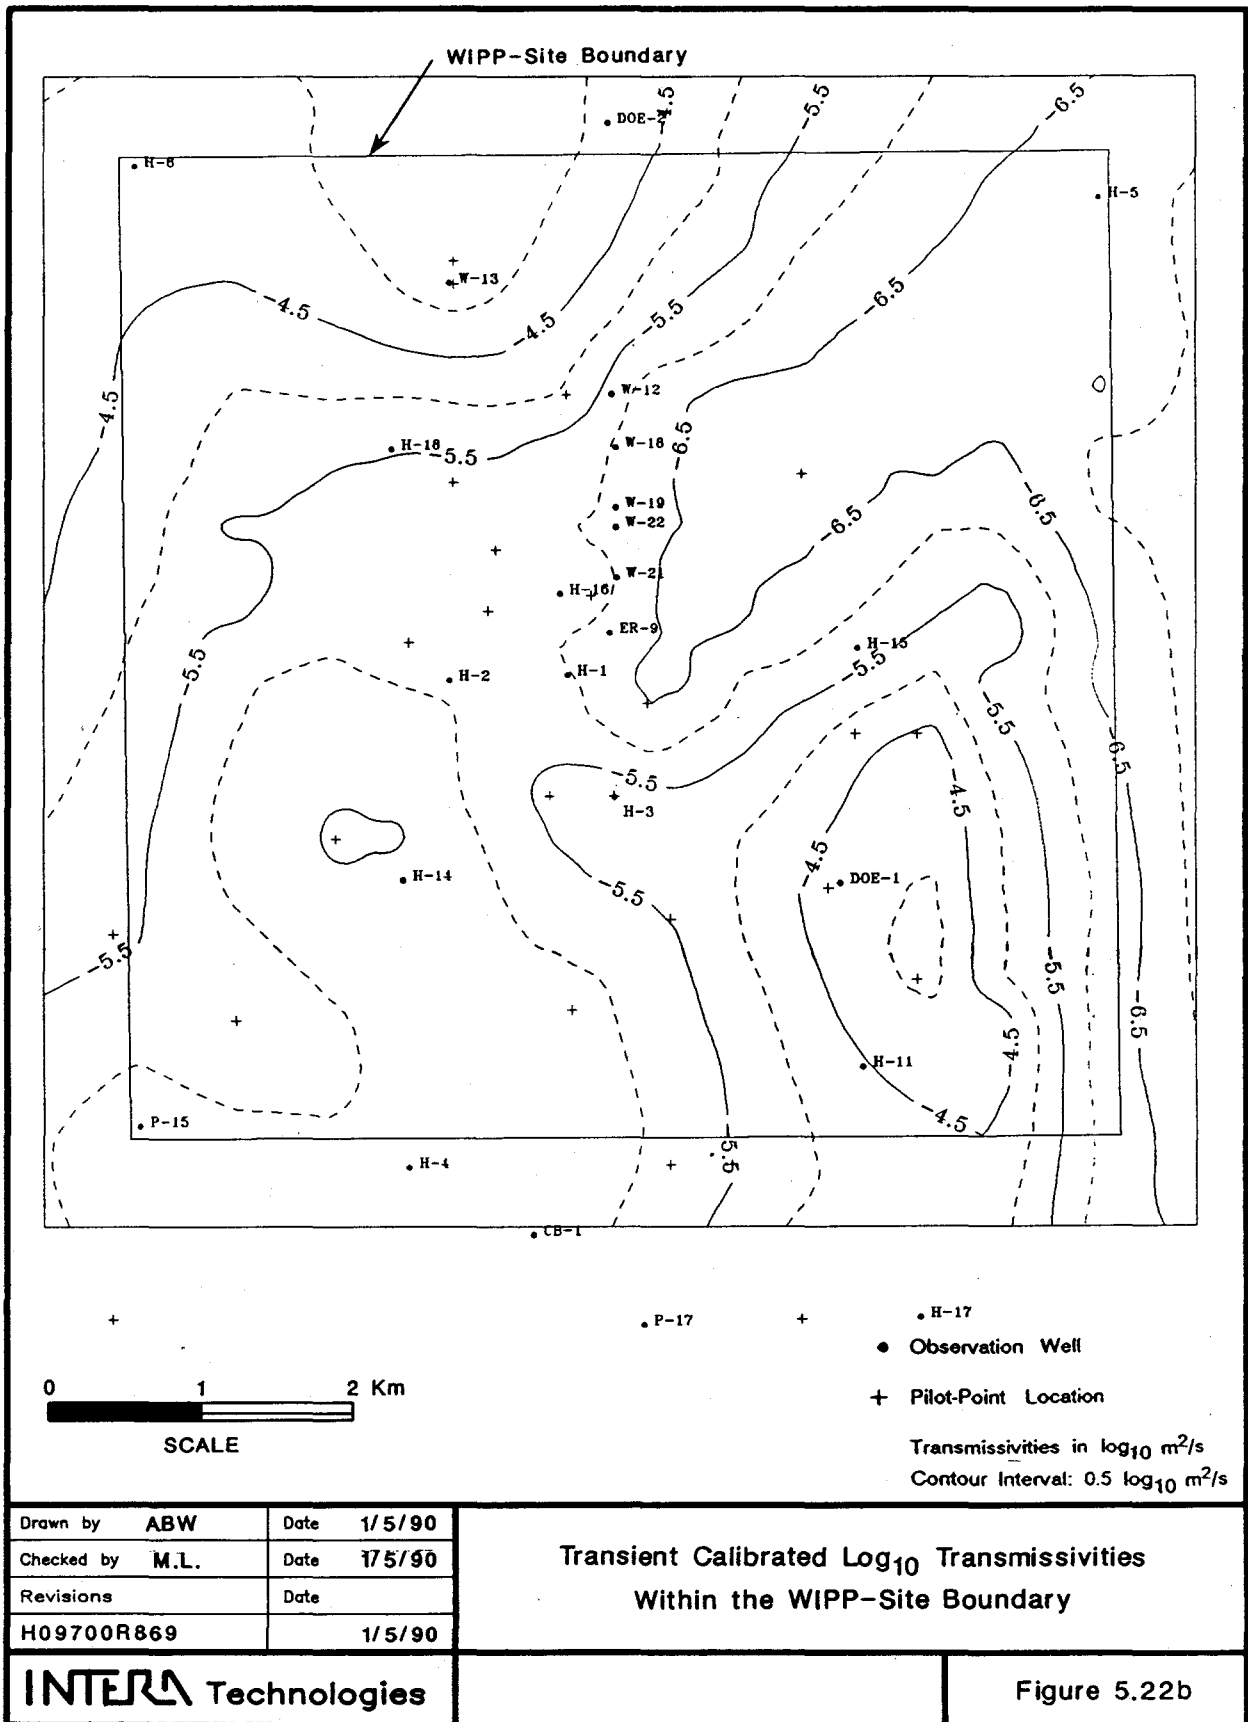 WIPP-Site Boundary
-4.5
-5.5
-6.5
DOE-2
H-6
H-5
W-13
-4.5
-4.5
-5.5
-6.5
-4.5
W-12
H-18
-5.5
W-18
-6.5
W-19
W-22
-6.5
-6.5
W-21
H-16
ER-9
H-15
-5.5
-5.5
H-2
H-1
-5.5
-6.5
-5.5
H-3
-4.5
-4.5
H-14
DOE-1
-5.5
-5.5
-5.5
-6.5
-4.5
H-11
-4.5
P-15
-5.5
H-4
CB-1
P-17
H-17
Observation Well
Pilot-Point Location
0 1 2 Km
SCALE
Transmissivities in log10 m²/s
Contour Interval: 0.5 log10 m²/s
Drawn by ABW Date 1/5/90
Checked by M.L. Date 1/5/90
Revisions Date
H09700R869 1/5/90
Transient Calibrated Log10 Transmissivities
Within the WIPP-Site Boundary
INTERA Technologies
Figure 5.22b